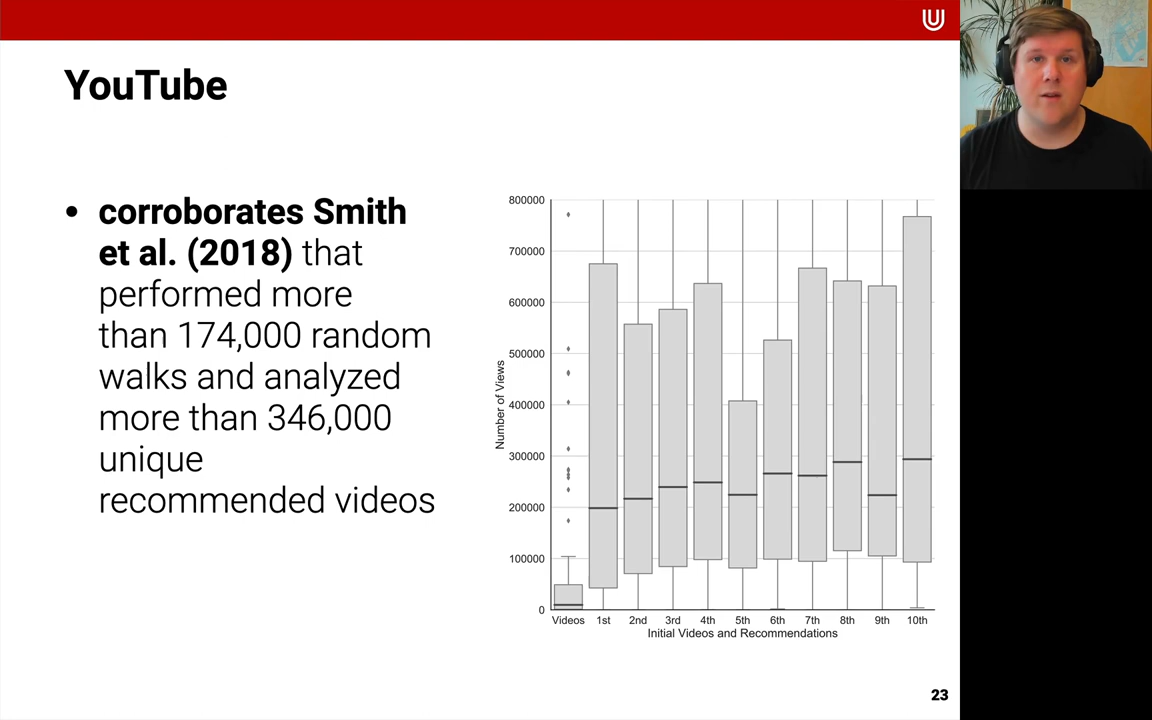 YouTube
• corroborates Smith
et al. (2018) that
performed more
than 174,000 random
walks and analyzed
more than 346,000
unique
recommended videos
800000
700000
600000
500000
400000
300000
200000
100000
0
Number of Views
Videos 1st 2nd 3rd 4th 5th 6th 7th 8th 9th 10th
Initial Videos and Recommendations
23